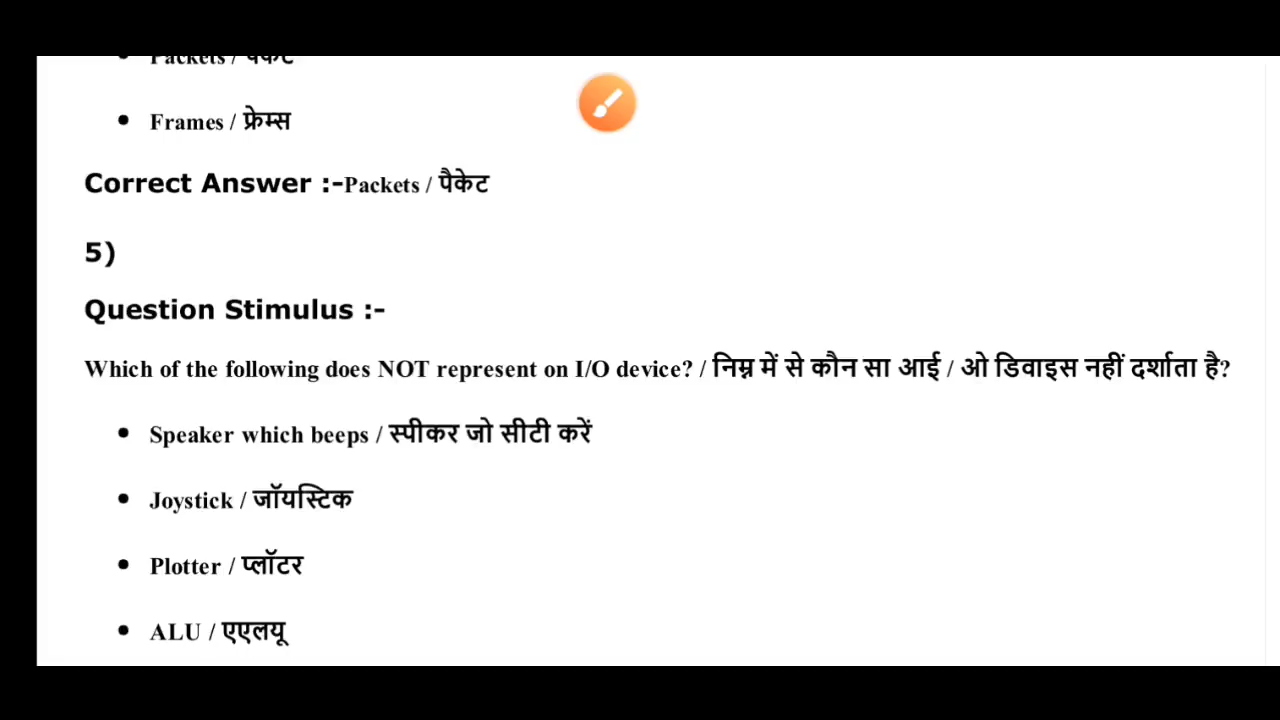 Packets / पैकेट
Frames / फ्रेम्स
Correct Answer :-Packets / पैकेट
5)
Question Stimulus :-
Which of the following does NOT represent on I/O device? / निम्न में से कौन सा आई / ओ डिवाइस नहीं दर्शाता है?
Speaker which beeps / स्पीकर जो सीटी करें
Joystick / जॉयस्टिक
Plotter / प्लॉटर
ALU / एएलयू